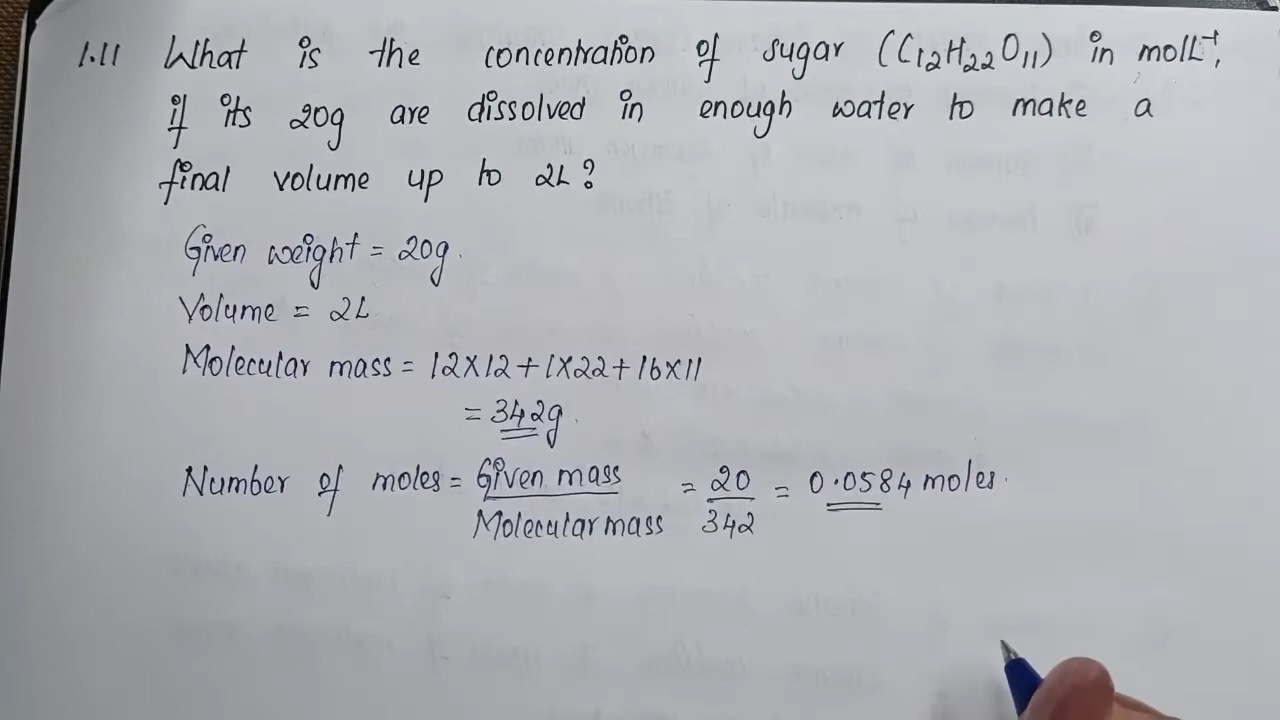 1.11 What is the concentration of sugar (C₁₂H₂₂O₁₁) in molL⁻¹,
if its 20g are dissolved in enough water to make a
final volume up to 2L?
Given weight = 20g.
Volume = 2L
Molecular mass = 12×12+1×22+16×11
= 342g.
Number of moles = Given mass / Molecular mass = 20/342 = 0.0584 moles.